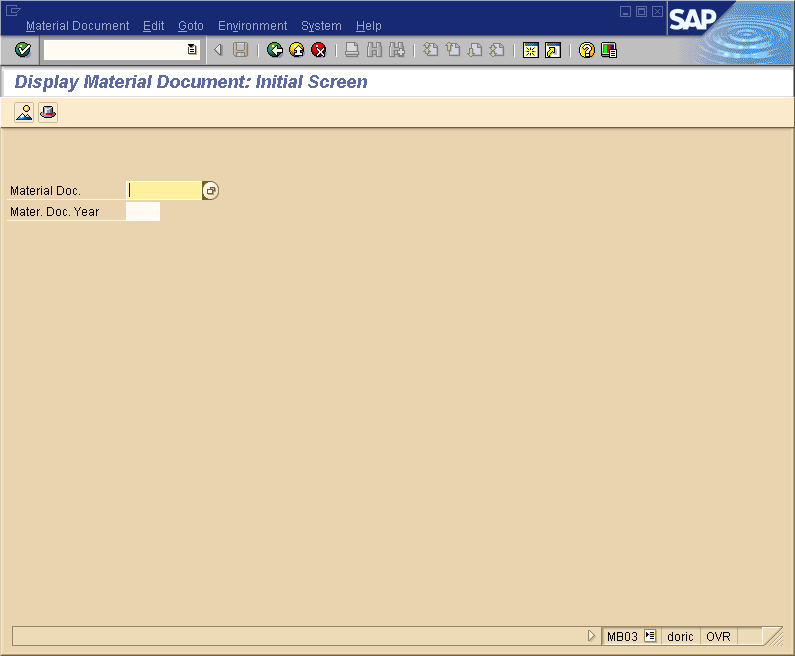 Material Document Edit Goto Environment System Help
SAP
Display Material Document: Initial Screen
Material Doc.
Mater. Doc. Year
MB03 doric OVR